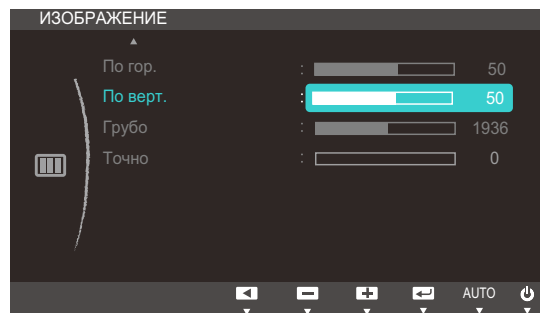 ИЗОБРАЖЕНИЕ
По гор. : 50
По верт. : 50
Грубо : 1936
Точно : 0
AUTO